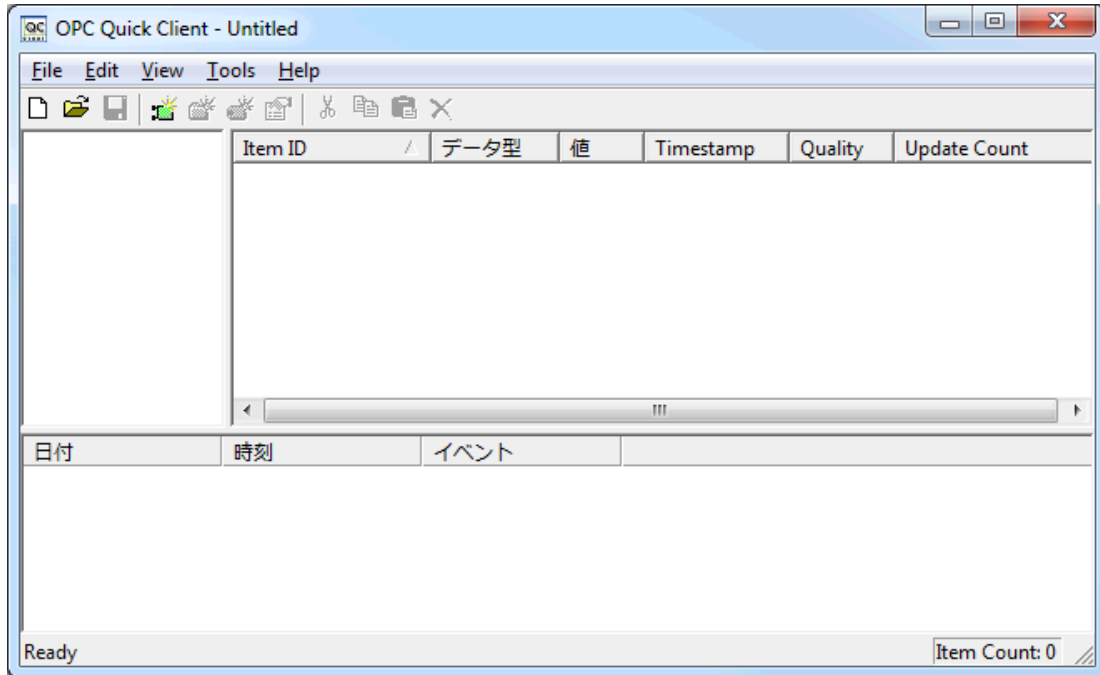 OPC Quick Client - Untitled
File Edit View Tools Help
Item ID データ型 値 Timestamp Quality Update Count
日付 時刻 イベント
Ready Item Count: 0